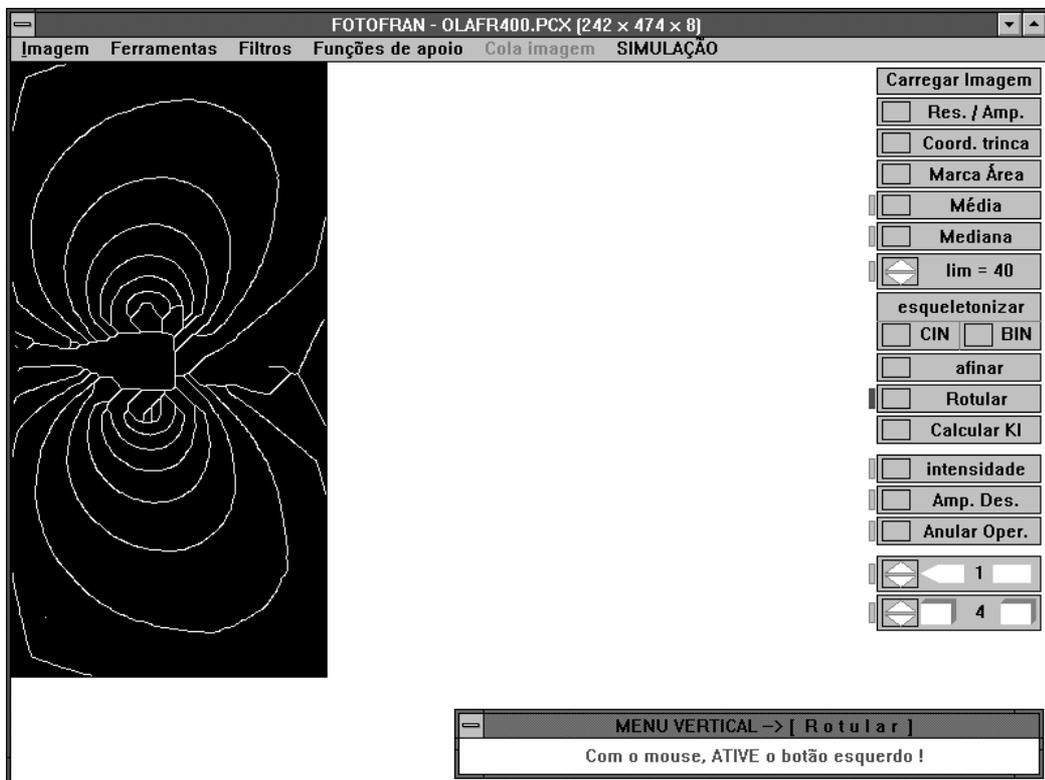 FOTOFRAN - OLAFR400.PCX (242 x 474 x 8)
Imagem Ferramentas Filtros Funções de apoio Cola imagem SIMULAÇÃO
Carregar Imagem
Res. / Amp.
Coord. trinca
Marca Área
Média
Mediana
lim = 40
esqueletonizar
CIN BIN
afinar
Rotular
Calcular KI
intensidade
Amp. Des.
Anular Oper.
1
4
MENU VERTICAL -> [ R o t u l a r ]
Com o mouse, ATIVE o botão esquerdo !